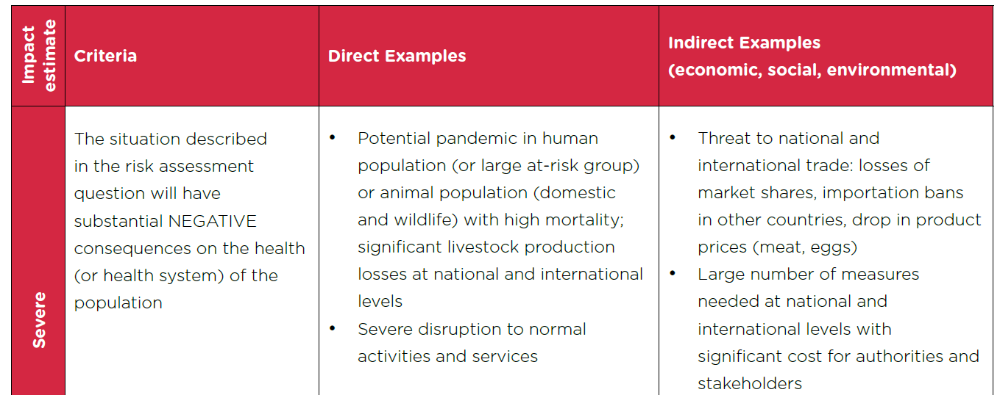 Impact
estimate
Criteria
Direct Examples
Indirect Examples
(economic, social, environmental)
Severe
The situation described
in the risk assessment
question will have
substantial NEGATIVE
consequences on the health
(or health system) of the
population
• Potential pandemic in human
population (or large at-risk group)
or animal population (domestic
and wildlife) with high mortality;
significant livestock production
losses at national and international
levels
• Severe disruption to normal
activities and services
• Threat to national and
international trade: losses of
market shares, importation bans
in other countries, drop in product
prices (meat, eggs)
• Large number of measures
needed at national and
international levels with
significant cost for authorities and
stakeholders